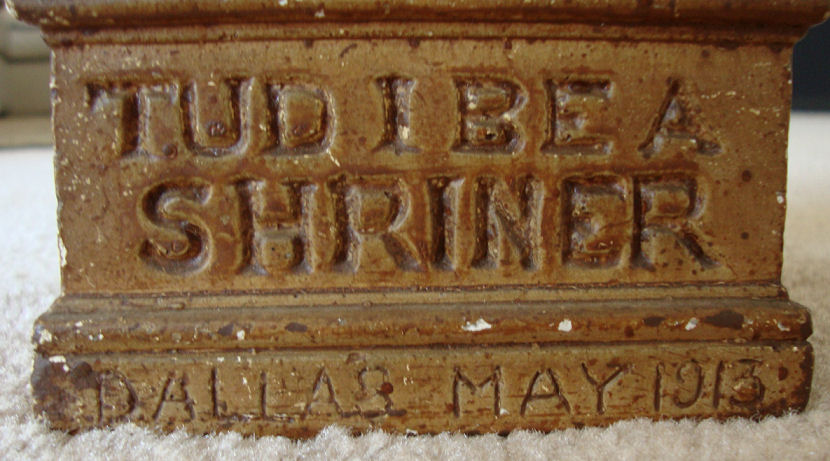 TUD I BE A
SHRINER
DALLAS MAY 1913